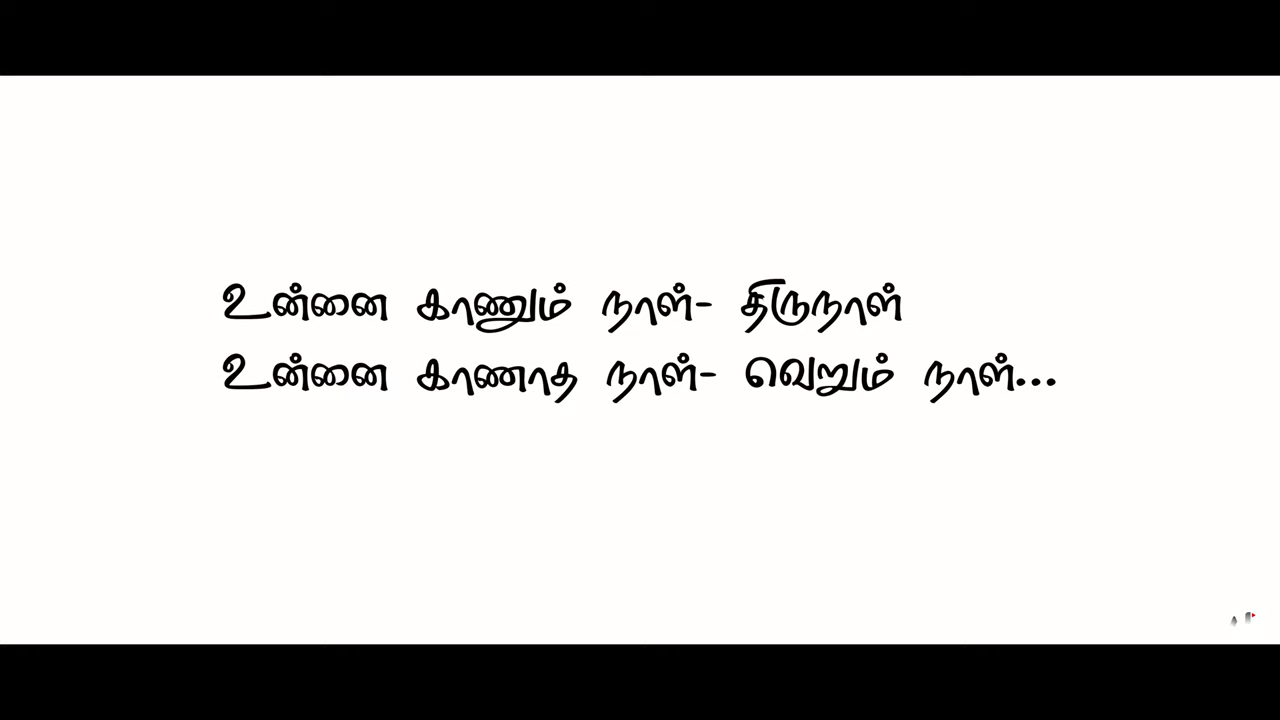 உன்னை காணும் நாள்- திருநாள்
உன்னை காணாத நாள்- வெறும் நாள்...